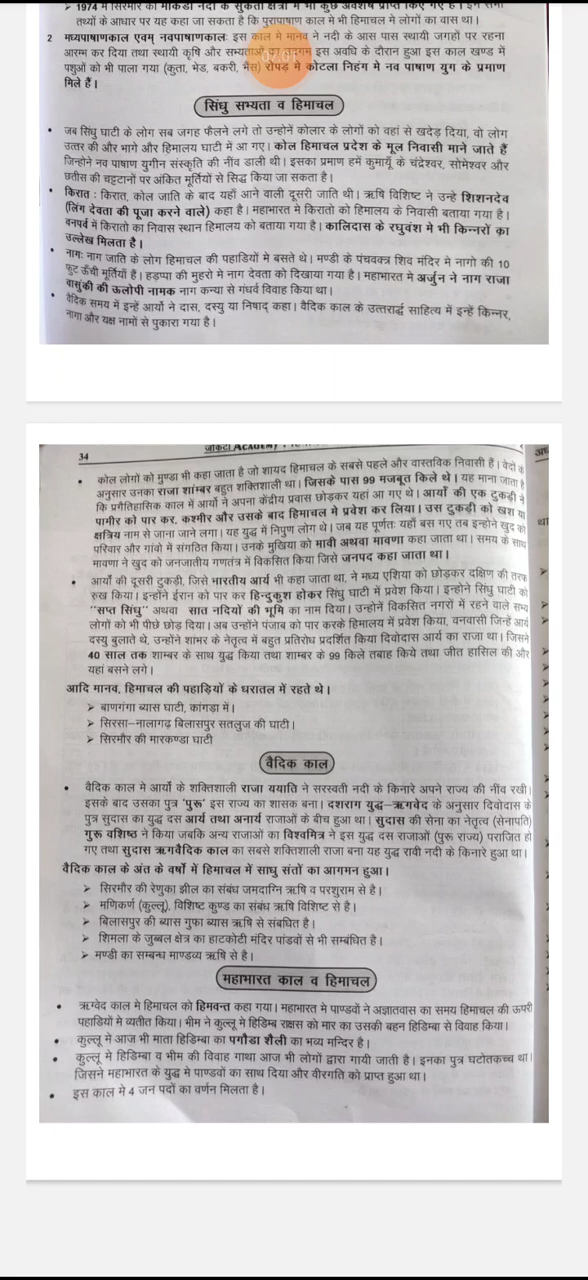 ➢ 1974 में सिरमौर की मारकंडा नदी के सुकेती क्षेत्रों में भी कुछ अवशेष प्राप्त किए गए हैं। इन सभी
तथ्यों के आधार पर यह कहा जा सकता है कि पुरापाषाण काल मे भी हिमाचल मे लोगों का वास था।
2 मध्यपाषाणकाल एवम् नवपाषाणकालः इस काल मे मानव ने नदी के आस पास स्थायी जगहों पर रहना
आरम्भ कर दिया तथा स्थायी कृषि और सभ्यताओं का उदगम इस अवधि के दौरान हुआ इस काल खण्ड में
पशुओं को भी पाला गया (कुता, भेड, बकरी, भैंस) रोपड़ मे कोटला निहंग मे नव पाषाण युग के प्रमाण
मिले हैं।
सिंधु सभ्यता व हिमाचल
• जब सिंधु घाटी के लोग सब जगह फैलने लगे तो उन्होनें कोलार के लोगों को वहां से खदेड़ दिया, वो लोग
उत्तर की और भागे और हिमालय घाटी में आ गए। कोल हिमाचल प्रदेश के मूल निवासी माने जाते हैं
जिन्होने नव पाषाण युगीन संस्कृति की नींव डाली थी। इसका प्रमाण हमें कुमायूँ के चंद्रेश्वर, सोमेश्वर और
छतीस की चट्टटानों पर अंकित मूर्तियों से सिद्ध किया जा सकता है।
• किरात : किरात, कोल जाति के बाद यहाँ आने वाली दूसरी जाति थी। ऋषि विशिष्ट ने उन्हे शिशनदेव
(लिंग देवता की पूजा करने वाले) कहा है। महाभारत मे किरातो को हिमालय के निवासी बताया गया है।
वनपर्व में किरातो का निवास स्थान हिमालय को बताया गया है। कालिदास के रघुवंश मे भी किन्नरों का
उल्लेख मिलता है।
• नागः नाग जाति के लोग हिमाचल की पहाडियों मे बसते थे। मण्डी के पंचवक्त्र शिव मंदिर मे नागो की 10
फूट ऊँची मूर्तियाँ हैं। हड़प्पा की मुहरो मे नाग देवता को दिखाया गया है। महाभारत मे अर्जुन ने नाग राजा
वासुंकी की ऊलोपी नामक नाग कन्या से गंधर्व विवाह किया था।
• वैदिक समय में इन्हें आर्यो ने दास, दस्यु या निषाद् कहा। वैदिक काल के उत्तरार्द्ध साहित्य में इन्हें किन्नर,
नागा और यक्ष नामों से पुकारा गया है।
34
ACADEMY
• कोल लोगों को मुण्डा भी कहा जाता है जो शायद हिमाचल के सबसे पहले और वास्तविक निवासी हैं। वेदो के
अनुसार उनका राजा शांम्बर बहुत शक्तिशाली था। जिसके पास 99 मजबूत किले थे। यह माना जाता है
कि प्रगैतिहासिक काल में आर्यों ने अपना केंद्रीय प्रवास छोड़कर यहां आ गए थे। आर्यों की एक टुकड़ी ने
पामीर को पार कर, कश्मीर और उसके बाद हिमाचल मे प्रवेश कर लिया। उस टुकडी को खश या
क्षत्रिय नाम से जाना जाने लगा। यह युद्ध में निपुण लोग थे। जब यह पूर्णतः यहाँ बस गए तब इन्होने खुद को
परिवार और गांवो में संगठित किया। उनके मुखिया को मावी अथवा मावणा कहा जाता था। समय के साथ
मावणा ने खुद को जनजातीय गणतंत्र में विकसित किया जिसे जनपद कहा जाता था।
• आर्यो की दूसरी टुकडी, जिसे भारतीय आर्य भी कहा जाता था, ने मध्य एशिया को छोड़कर दक्षिण की तरफ
रुख किया। इन्होंने ईरान को पार कर हिन्दुकुश होकर सिंधु घाटी मे प्रवेश किया। इन्होने सिंधु घाटी को
"सप्त सिंधु" अथवा सात नदियों की भूमि का नाम दिया। उन्होनें विकसित नगरों में रहने वाले सभ्य
लोगों को भी पीछे छोड़ दिया। अब उन्होंने पंजाब को पार करके हिमालय में प्रवेश किया, वनवासी जिन्हें आर्य
दस्यु बुलाते थे, उन्होंने शांभर के नेतृत्व मे बहुत प्रतिरोध प्रदर्शित किया दिवोदास आर्य का राजा था। जिसने
40 साल तक शाम्बर के साथ युद्ध किया तथा शाम्बर के 99 किले तबाह किये तथा जीत हासिल की और
यहां बसने लगे।
आदि मानव, हिमाचल की पहाड़ियों के धरातल में रहते थे।
➢ बाणगंगा ब्यास घाटी, कांगड़ा में।
➢ सिरसा–नालागढ़ बिलासपुर सतलुज की घाटी।
➢ सिरमौर की मारकण्डा घाटी
वैदिक काल
• वैदिक काल मे आर्यो के शक्तिशाली राजा ययाति ने सरस्वती नदी के किनारे अपने राज्य की नींव रखी।
इसके बाद उसका पुत्र 'पुरू' इस राज्य का शासक बना। दशराग युद्ध–ऋगवेद के अनुसार दिवोदास के
पुत्र सुदास का युद्ध दस आर्य तथा अनार्य राजाओं के बीच हुआ था। सुदास की सेना का नेतृत्व (सेनापति)
गुरू वशिष्ठ ने किया जबकि अन्य राजाओं का विश्वमित्र ने इस युद्ध दस राजाओं (पुरू राज्य) पराजित हो
गए तथा सुदास ऋगवैदिक काल का सबसे शक्तिशाली राजा बना यह युद्ध रावी नदी के किनारे हुआ था।
वैदिक काल के अंत के वर्षों में हिमाचल में साधु संतों का आगमन हुआ।
➢ सिरमौर की रेणुका झील का संबंध जमदाग्नि ऋषि व परशुराम से है।
➢ मणिकर्ण (कुल्लू), विशिष्ट कुण्ड का संबंध ऋषि विशिष्ट से है।
➢ बिलासपुर की ब्यास गुफा ब्यास ऋषि से संबधित है।
➢ शिमला के जुब्बल क्षेत्र का हाटकोटी मंदिर पांडवों से भी सम्बंधित है।
➢ मण्डी का सम्बन्ध माण्डव्य ऋषि से है।
महाभारत काल व हिमाचल
• ऋग्वेद काल मे हिमाचल को हिमवन्त कहा गया। महाभारत मे पाण्डवों ने अज्ञातवास का समय हिमाचल की ऊपरी
पहाडियों मे व्यतीत किया। भीम ने कुल्लू मे हिडिम्ब राक्षस को मार का उसकी बहन हिडिम्बा से विवाह किया।
• कुल्लू मे आज भी माता हिडिम्बा का पगौडा शैली का भव्य मन्दिर है।
• कुल्लू मे हिडिम्बा व भीम की विवाह गाथा आज भी लोगों द्वारा गायी जाती है। इनका पुत्र घटोतकच्च था।
जिसने महाभारत के युद्ध मे पाण्डवों का साथ दिया और वीरगति को प्राप्त हुआ था।
• इस काल मे 4 जन पदों का वर्णन मिलता है।